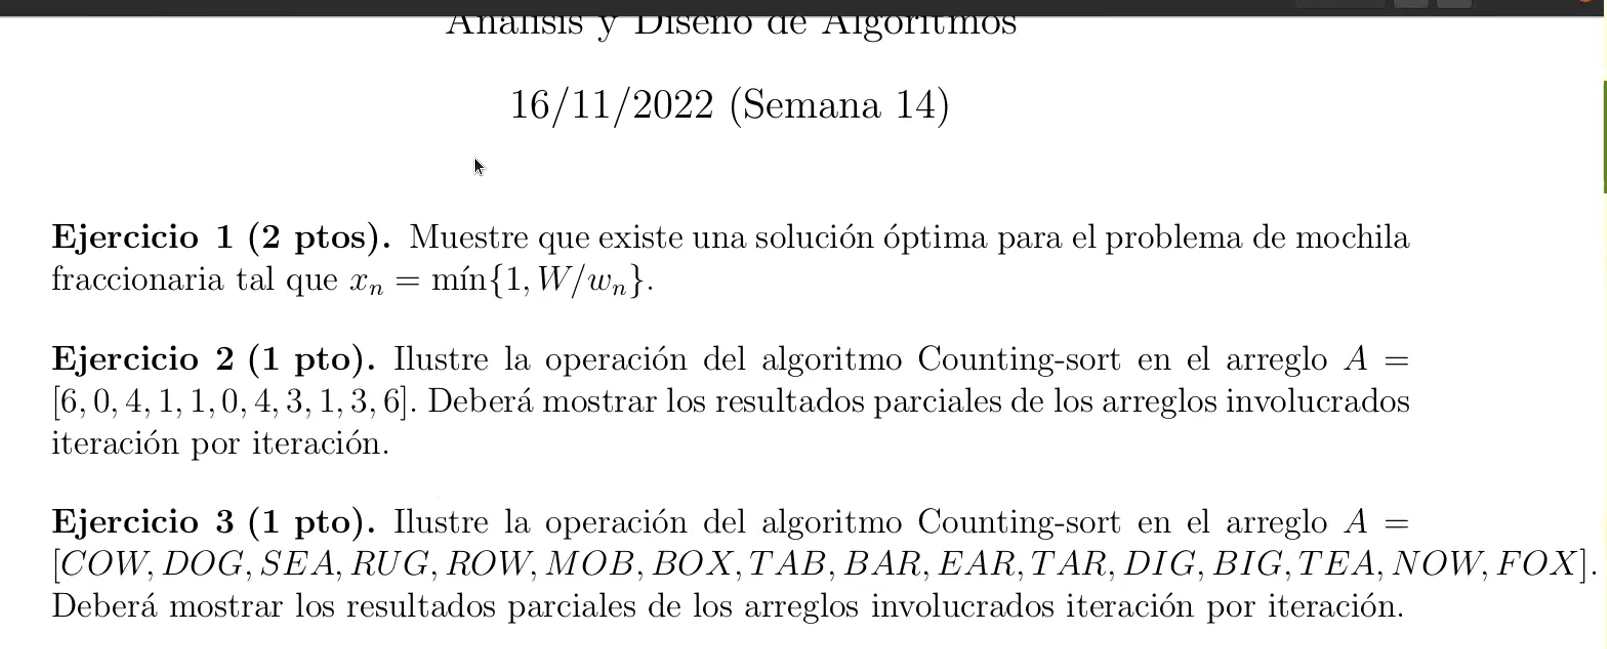 Análisis y Diseño de Algoritmos
16/11/2022 (Semana 14)
Ejercicio 1 (2 ptos). Muestre que existe una solución óptima para el problema de mochila
fraccionaria tal que xₙ = mín{1, W/wₙ}.
Ejercicio 2 (1 pto). Ilustre la operación del algoritmo Counting-sort en el arreglo A =
[6, 0, 4, 1, 1, 0, 4, 3, 1, 3, 6]. Deberá mostrar los resultados parciales de los arreglos involucrados
iteración por iteración.
Ejercicio 3 (1 pto). Ilustre la operación del algoritmo Counting-sort en el arreglo A =
[COW, DOG, SEA, RUG, ROW, MOB, BOX, TAB, BAR, EAR, TAR, DIG, BIG, TEA, NOW, FOX].
Deberá mostrar los resultados parciales de los arreglos involucrados iteración por iteración.